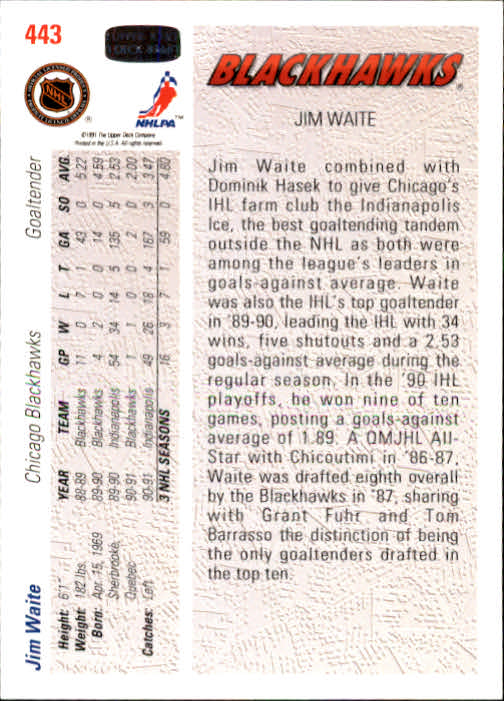 443
NHL
NHLPA™
©1991 The Upper Deck Company
Printed in the U.S.A. All rights reserved.
BLACKHAWKS®
JIM WAITE
Jim Waite combined with
Dominik Hasek to give Chicago's
IHL farm club the Indianapolis
Ice, the best goaltending tandem
outside the NHL as both were
among the league's leaders in
goals-against average. Waite
was also the IHL's top goaltender
in '89-90, leading the IHL with 34
wins, five shutouts and a 2.53
goals-against average during the
regular season. In the '90 IHL
playoffs, he won nine of ten
games, posting a goals-against
average of 1.89. A QMJHL All-
Star with Chicoutimi in '86-87,
Waite was drafted eighth overall
by the Blackhawks in '87, sharing
with Grant Fuhr and Tom
Barrasso the distinction of being
the only goaltenders drafted in
the top ten.
Jim Waite Chicago Blackhawks Goaltender
Height: 6'1"
Weight: 182 lbs.
Born: Apr. 15, 1969
Sherbrooke,
Quebec
Catches: Left
YEAR TEAM GP W L T GA SO AVG.
88-89 Blackhawks 11 0 7 1 43 0 5.22
89-90 Blackhawks 4 2 0 0 14 0 4.59
89-90 Indianapolis 54 34 14 5 135 5 2.53
90-91 Blackhawks 1 1 0 0 2 0 2.00
90-91 Indianapolis 49 26 18 4 167 3 3.47
3 NHL SEASONS 16 3 7 1 59 0 4.60